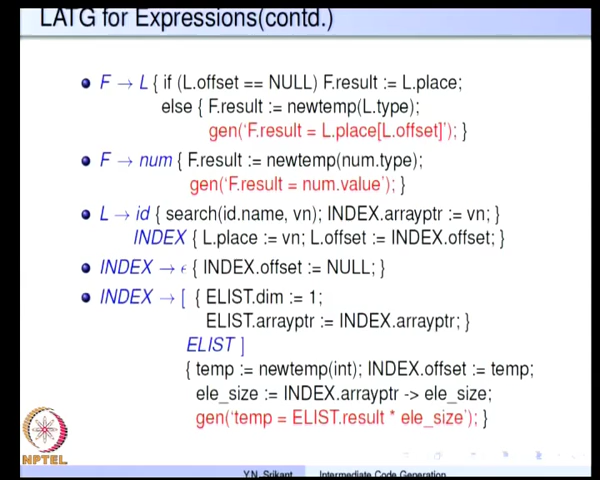 LATG for Expressions(contd.)
F → L { if (L.offset == NULL) F.result := L.place;
else { F.result := newtemp(L.type);
gen('F.result = L.place[L.offset]'); }
F → num { F.result := newtemp(num.type);
gen('F.result = num.value'); }
L → id { search(id.name, vn); INDEX.arrayptr := vn; }
INDEX { L.place := vn; L.offset := INDEX.offset; }
INDEX → ϵ { INDEX.offset := NULL; }
INDEX → [ { ELIST.dim := 1;
ELIST.arrayptr := INDEX.arrayptr; }
ELIST ]
{ temp := newtemp(int); INDEX.offset := temp;
ele_size := INDEX.arrayptr -> ele_size;
gen('temp = ELIST.result * ele_size'); }
NPTEL
Y.N. Srikant Intermediate Code Generation